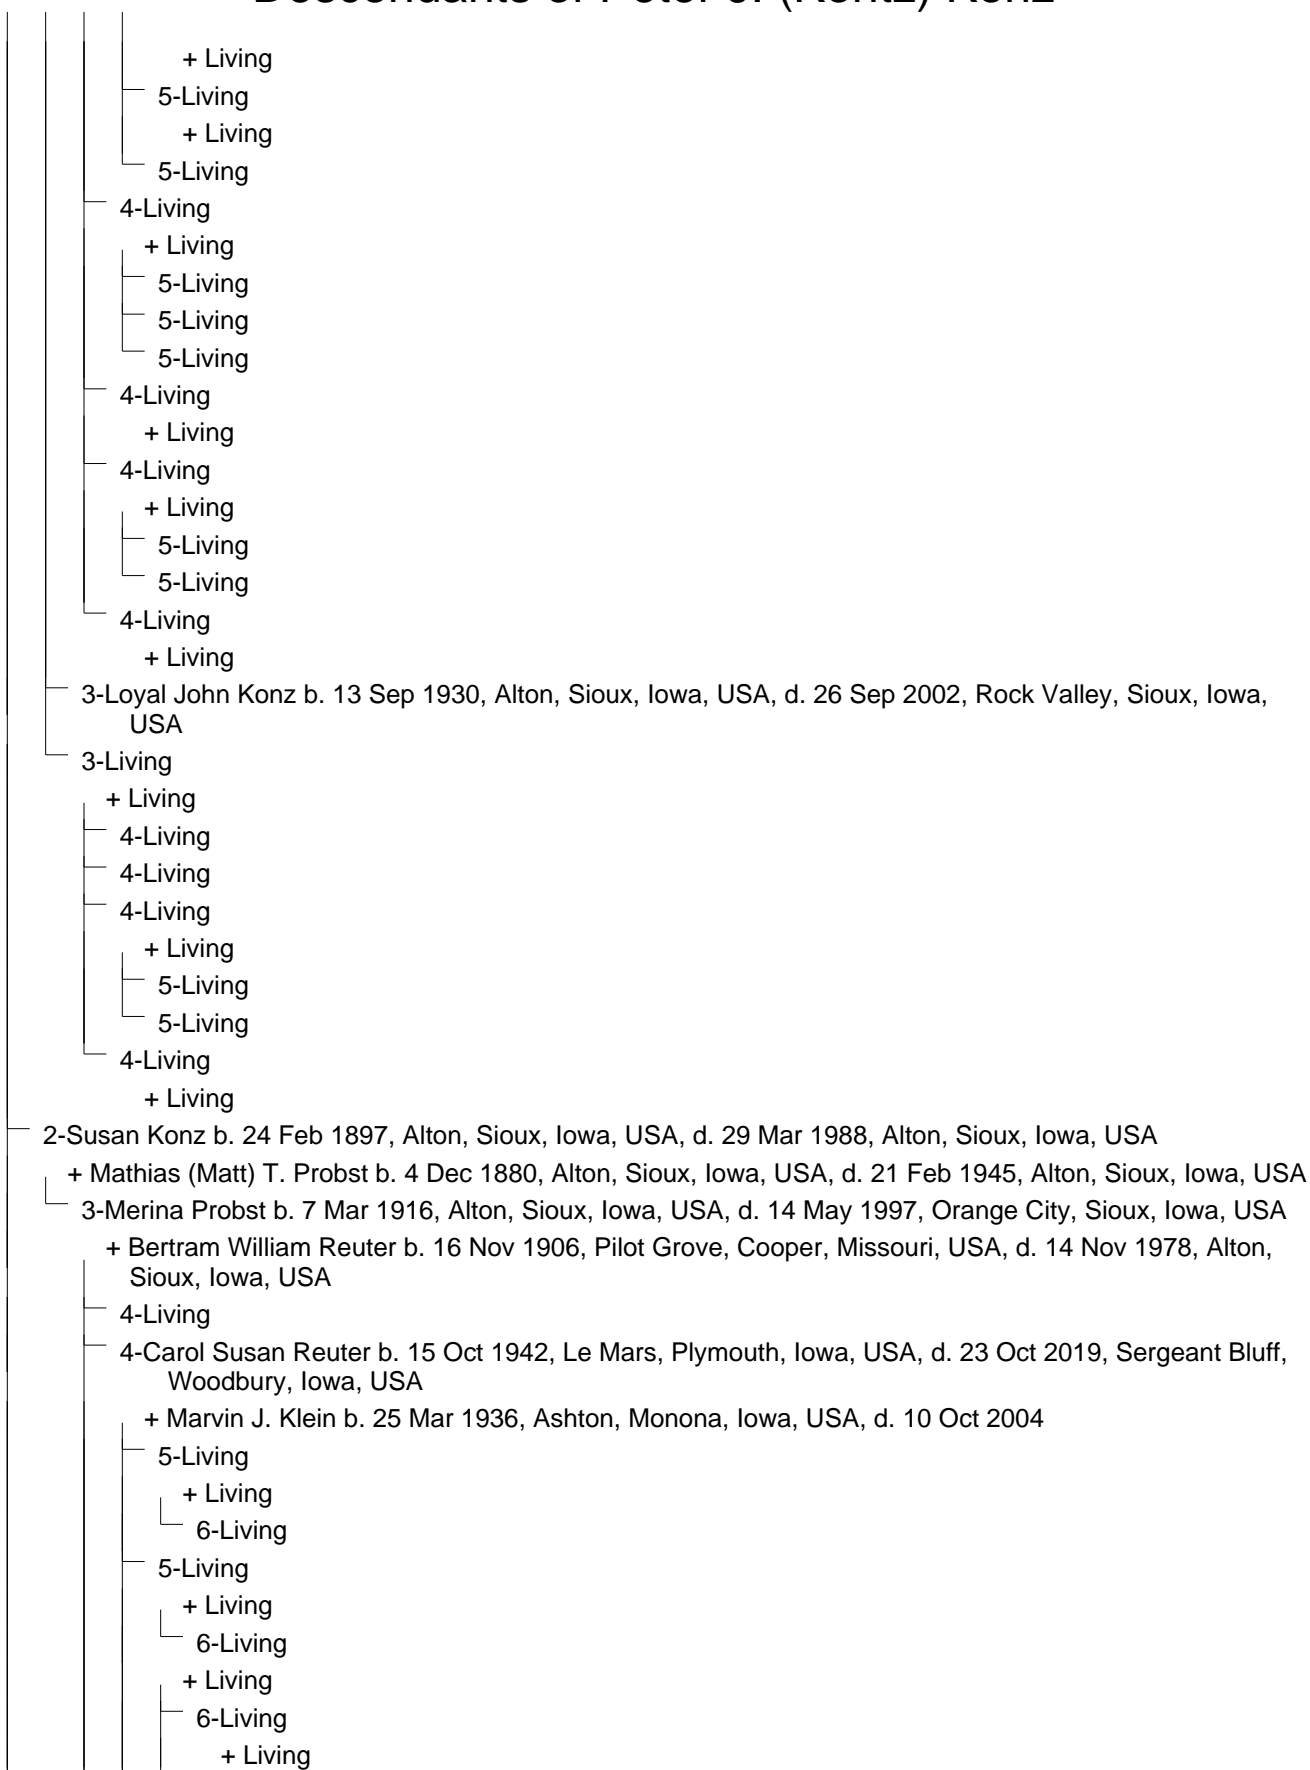 Descendants of Peter J. (Kontz) Konz
+ Living
5-Living
+ Living
5-Living
4-Living
+ Living
5-Living
5-Living
5-Living
4-Living
+ Living
4-Living
+ Living
5-Living
5-Living
4-Living
+ Living
3-Loyal John Konz b. 13 Sep 1930, Alton, Sioux, Iowa, USA, d. 26 Sep 2002, Rock Valley, Sioux, Iowa,
USA
3-Living
+ Living
4-Living
4-Living
4-Living
+ Living
5-Living
5-Living
4-Living
+ Living
2-Susan Konz b. 24 Feb 1897, Alton, Sioux, Iowa, USA, d. 29 Mar 1988, Alton, Sioux, Iowa, USA
+ Mathias (Matt) T. Probst b. 4 Dec 1880, Alton, Sioux, Iowa, USA, d. 21 Feb 1945, Alton, Sioux, Iowa, USA
3-Merina Probst b. 7 Mar 1916, Alton, Sioux, Iowa, USA, d. 14 May 1997, Orange City, Sioux, Iowa, USA
+ Bertram William Reuter b. 16 Nov 1906, Pilot Grove, Cooper, Missouri, USA, d. 14 Nov 1978, Alton,
Sioux, Iowa, USA
4-Living
4-Carol Susan Reuter b. 15 Oct 1942, Le Mars, Plymouth, Iowa, USA, d. 23 Oct 2019, Sergeant Bluff,
Woodbury, Iowa, USA
+ Marvin J. Klein b. 25 Mar 1936, Ashton, Monona, Iowa, USA, d. 10 Oct 2004
5-Living
+ Living
6-Living
5-Living
+ Living
6-Living
+ Living
6-Living
+ Living